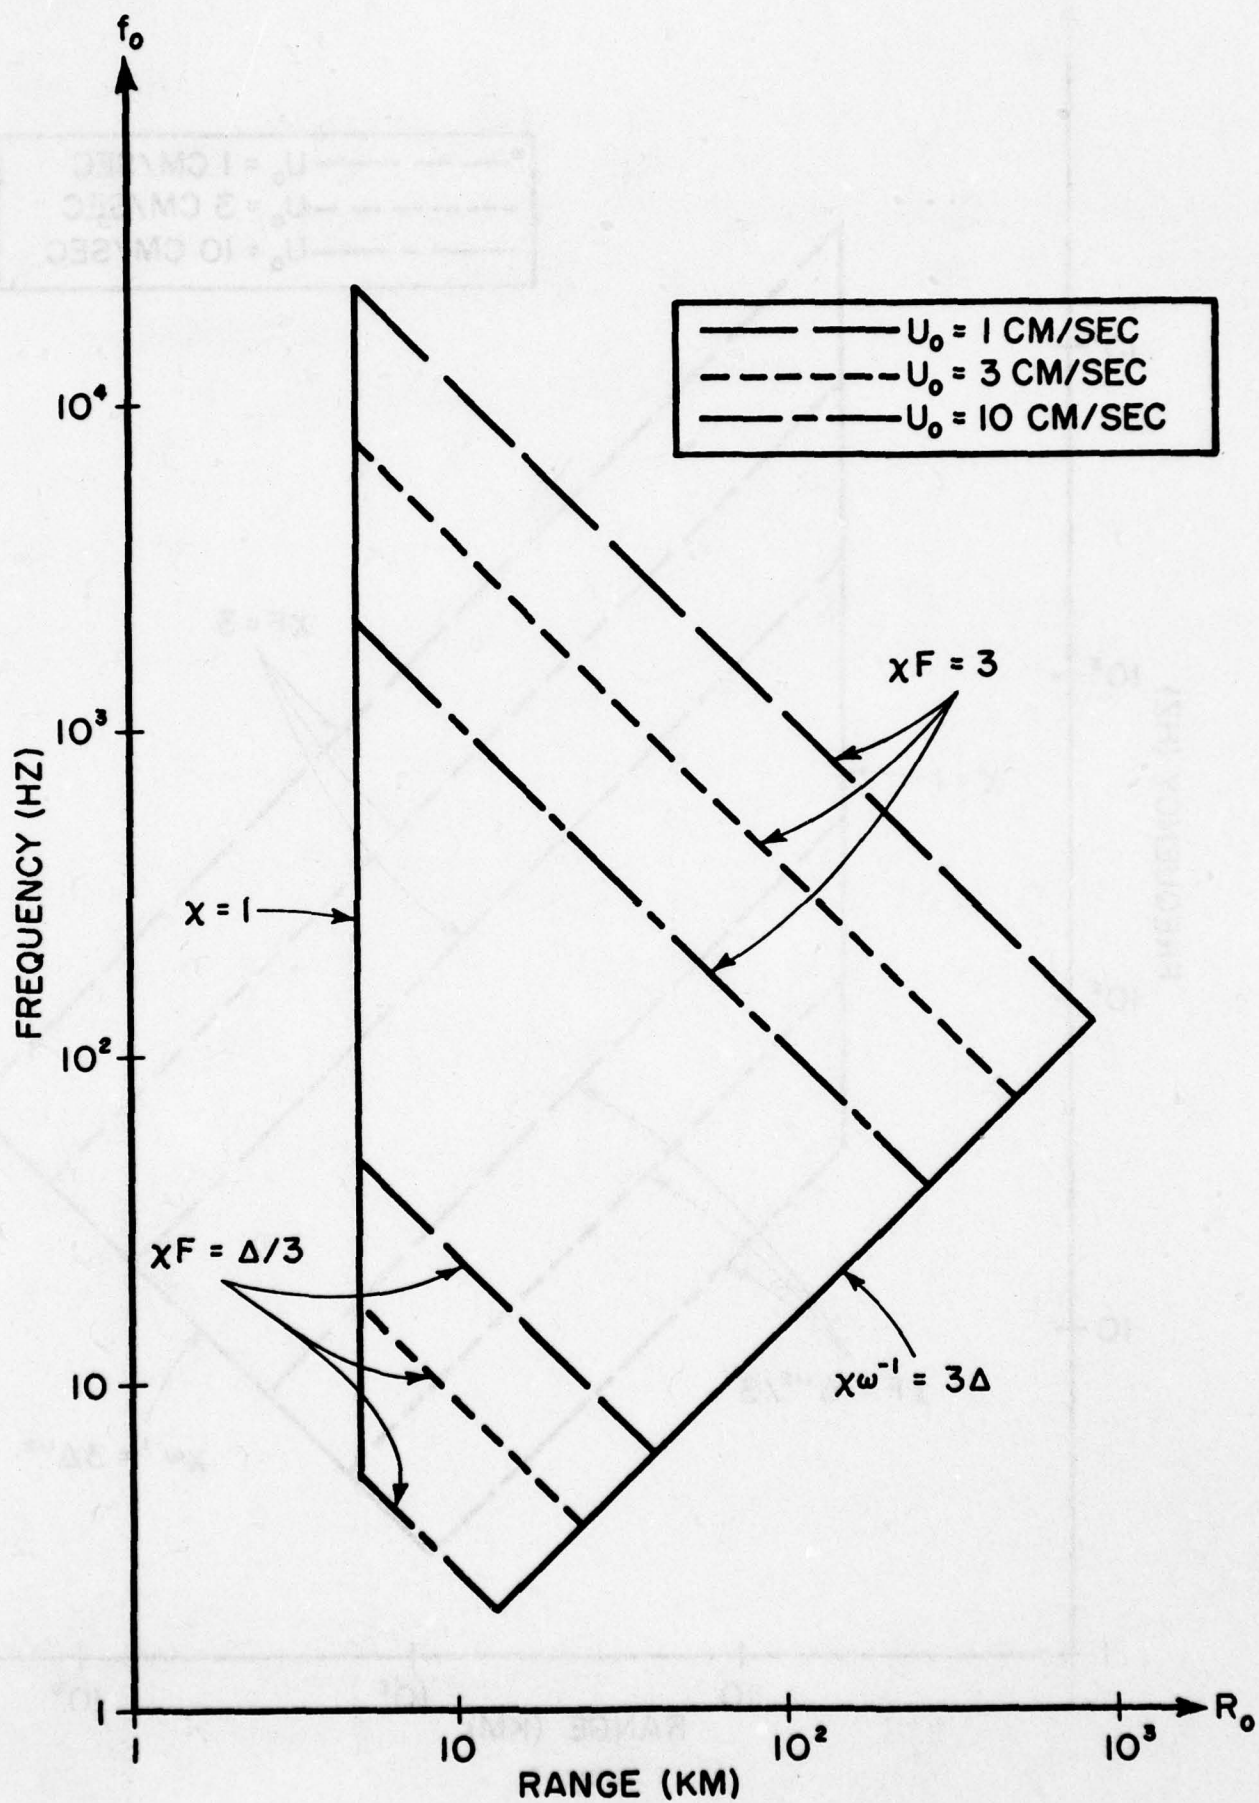 f₀
U₀ = 1 CM/SEC
U₀ = 3 CM/SEC
U₀ = 10 CM/SEC
10⁴
χF = 3
10³
FREQUENCY (HZ)
χ = 1
10²
χF = Δ/3
10
χω⁻¹ = 3Δ
1
R₀
1
10
10²
10³
RANGE (KM)